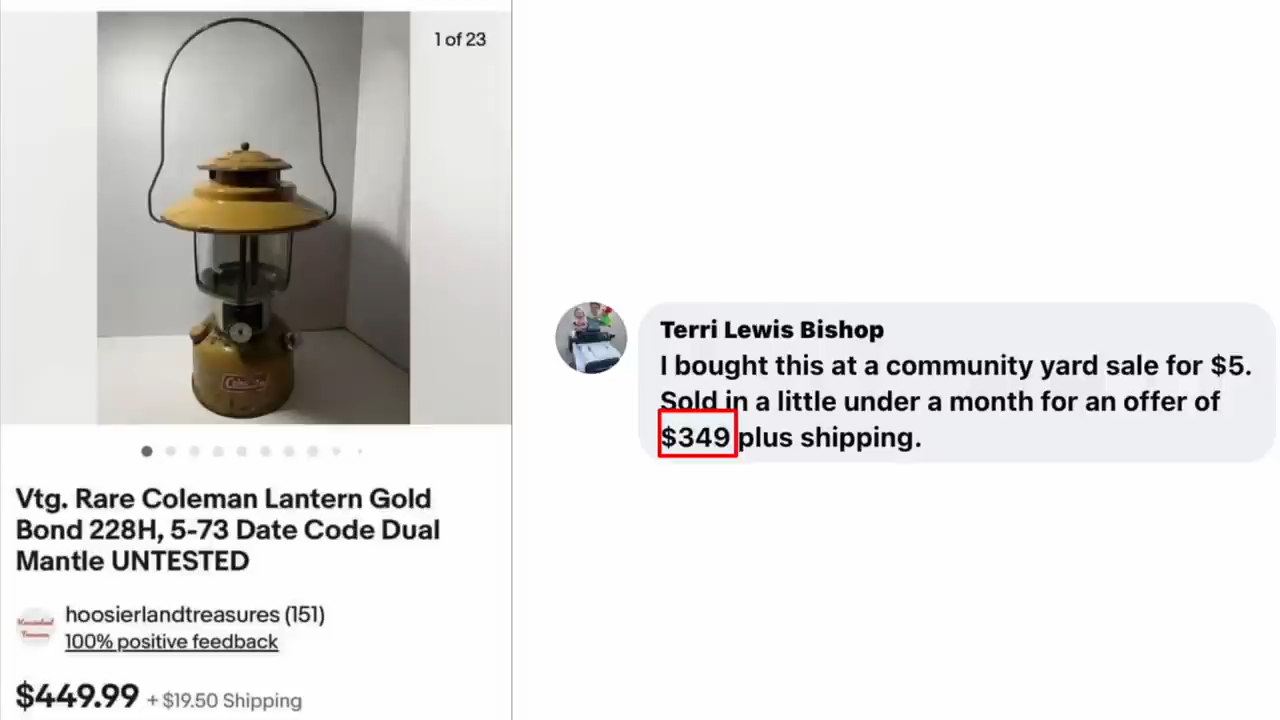 1 of 23
Coleman
Vtg. Rare Coleman Lantern Gold
Bond 228H, 5-73 Date Code Dual
Mantle UNTESTED
hoosierlandtreasures (151)
100% positive feedback
$449.99 + $19.50 Shipping
Terri Lewis Bishop
I bought this at a community yard sale for $5.
Sold in a little under a month for an offer of
$349 plus shipping.